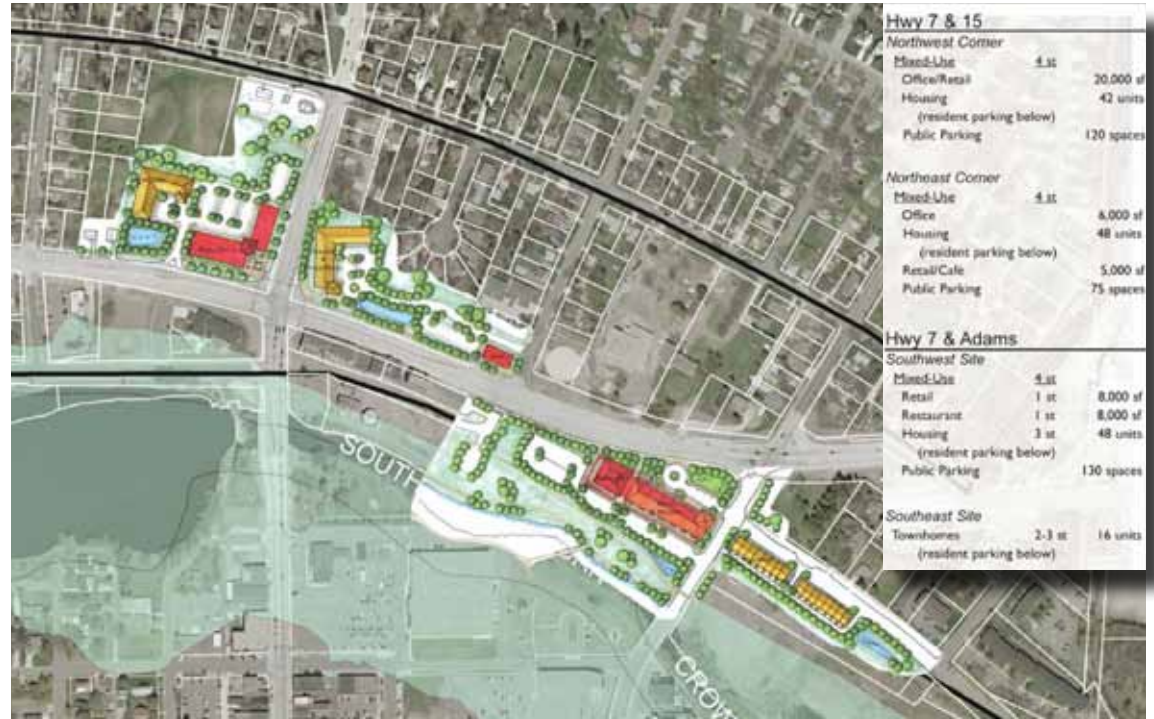 Hwy 7 & 15
Northwest Corner
Mixed-Use 4 st
Office/Retail 20,000 sf
Housing 42 units
(resident parking below)
Public Parking 120 spaces
Northeast Corner
Mixed-Use 4 st
Office 6,000 sf
Housing 48 units
(resident parking below)
Retail/Cafe 5,000 sf
Public Parking 75 spaces
Hwy 7 & Adams
Southwest Site
Mixed-Use 4 st
Retail 1 st 8,000 sf
Restaurant 1 st 8,000 sf
Housing 3 st 48 units
(resident parking below)
Public Parking 130 spaces
Southeast Site
Townhomes 2-3 st 16 units
(resident parking below)
SOUTH
CROW